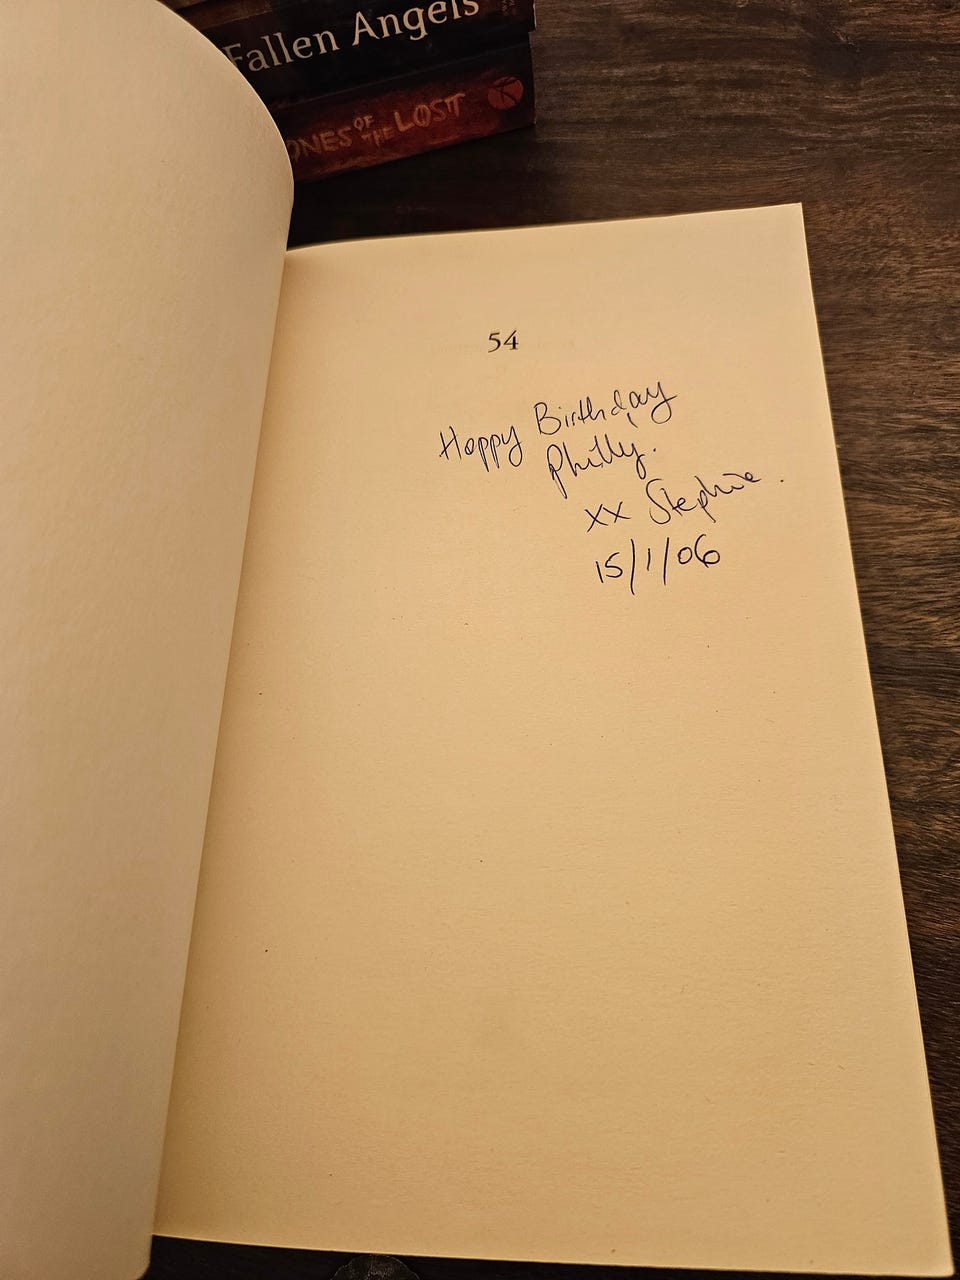 Fallen Angels
ONES OF THE LOST
54
Happy Birthday
Philly.
xx Stephie.
15/1/06